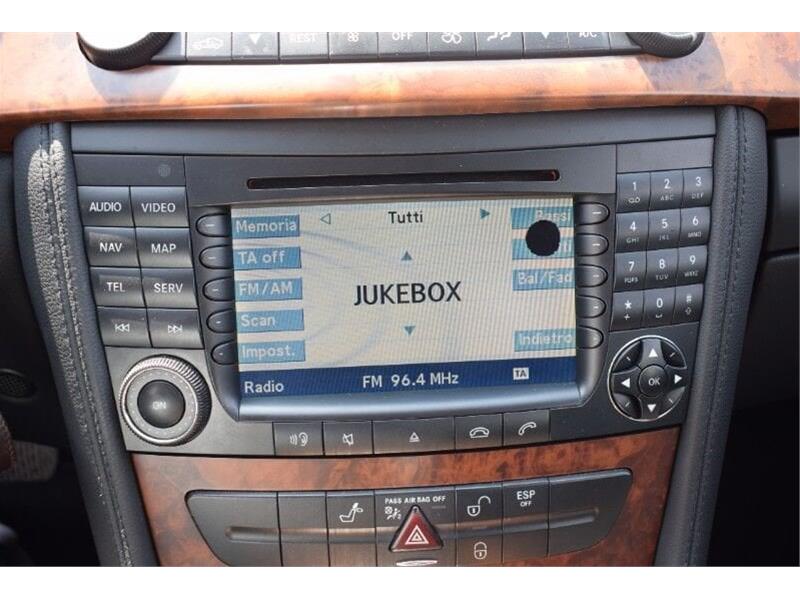 REST OFF A/C
AUDIO VIDEO
NAV MAP
TEL SERV
ON
Memoria
TA off
FM/AM
Scan
Impost.
Tutti
JUKEBOX
Bassi
Bal/Fad
Indietro
Radio FM 96.4 MHz TA
1 2 ABC 3 DEF
4 GHI 5 JKL 6 MNO
7 PQRS 8 TUV 9 WXYZ
* + 0 #
OK
PASS AIR BAG OFF
ESP
OFF